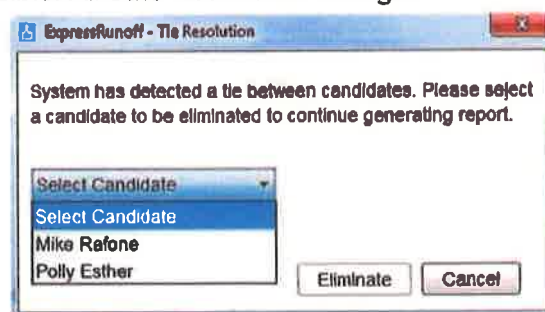 ExpressRunoff - Tie Resolution
System has detected a tie between candidates. Please select
a candidate to be eliminated to continue generating report.
Select Candidate
Select Candidate
Mike Rafone
Polly Esther
Eliminate Cancel